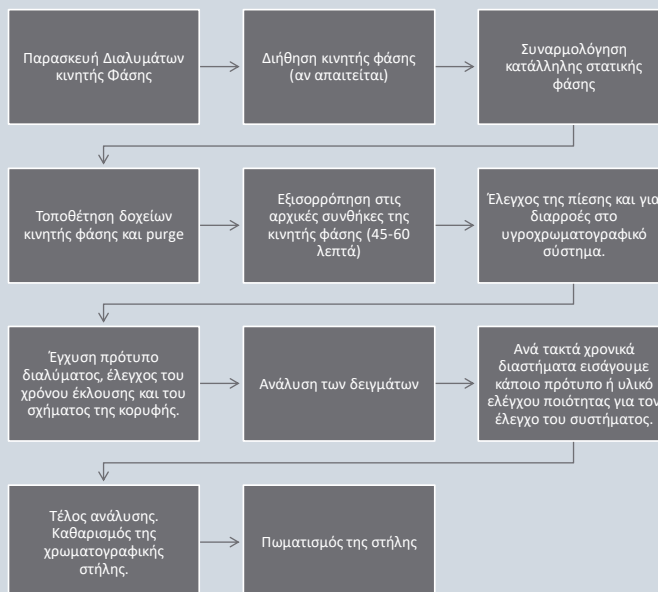 Παρασκευή Διαλυμάτων
κινητής Φάσης
Διήθηση κινητής φάσης
(αν απαιτείται)
Συναρμολόγηση
κατάλληλης στατικής
φάσης
Τοποθέτηση δοχείων
κινητής φάσης και purge
Εξισορρόπηση στις
αρχικές συνθήκες της
κινητής φάσης (45-60
λεπτά)
Έλεγχος της πίεσης και για
διαρροές στο
υγροχρωματογραφικό
σύστημα.
Έγχυση πρότυπο
διαλύματος, έλεγχος του
χρόνου έκλουσης και του
σχήματος της κορυφής.
Ανάλυση των δειγμάτων
Ανά τακτά χρονικά
διαστήματα εισάγουμε
κάποιο πρότυπο ή υλικό
ελέγχου ποιότητας για τον
έλεγχο του συστήματος.
Τέλος ανάλυσης.
Καθαρισμός της
χρωματογραφικής
στήλης.
Πωματισμός της στήλης